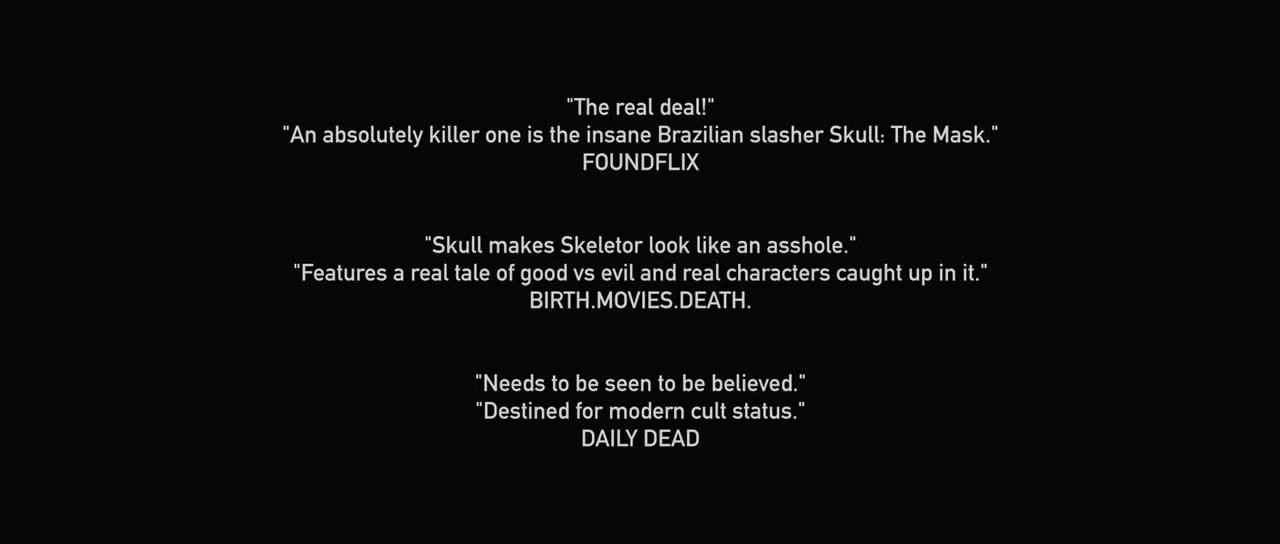 "The real deal!"
"An absolutely killer one is the insane Brazilian slasher Skull: The Mask."
FOUNDFLIX
"Skull makes Skeletor look like an asshole."
"Features a real tale of good vs evil and real characters caught up in it."
BIRTH.MOVIES.DEATH.
"Needs to be seen to be believed."
"Destined for modern cult status."
DAILY DEAD